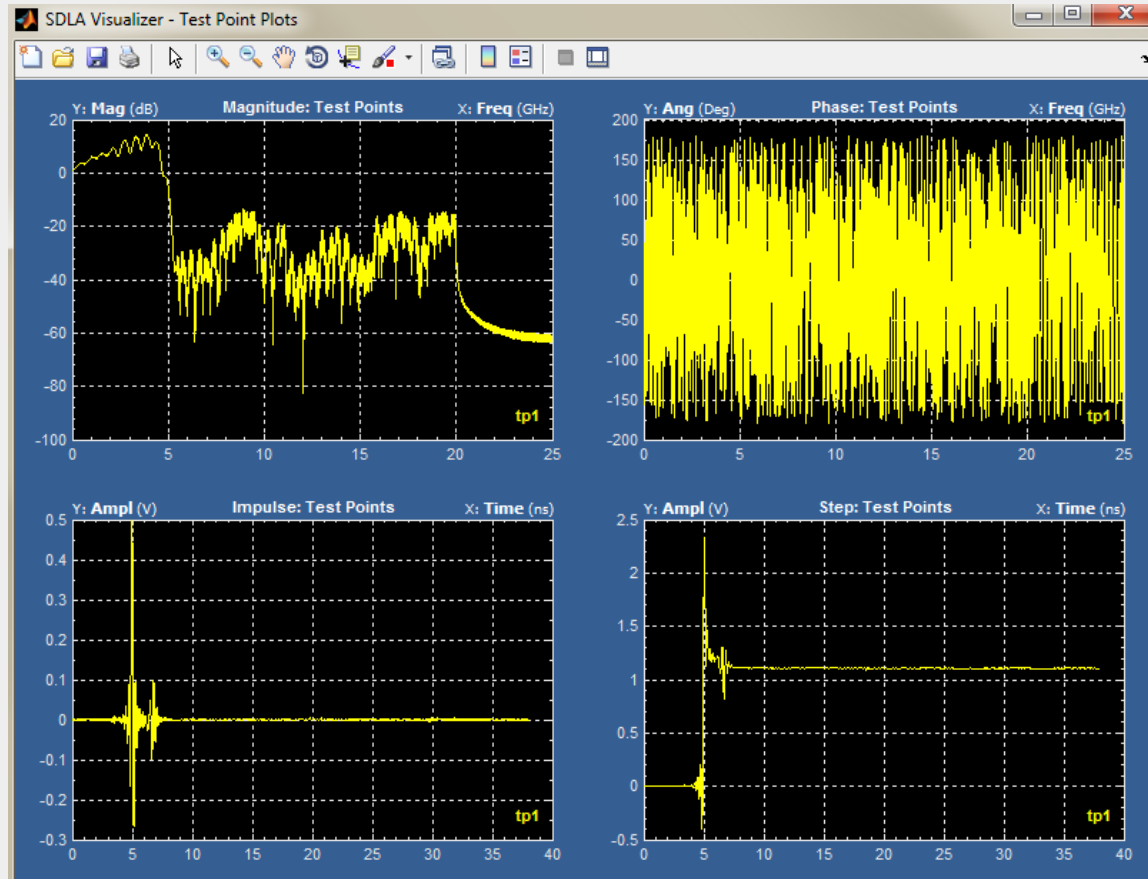 SDLA Visualizer - Test Point Plots
Y: Mag (dB) Magnitude: Test Points X: Freq (GHz)
20
0
-20
-40
-60
-80
-100
0 5 10 15 20 25
tp1
Y: Ang (Deg) Phase: Test Points X: Freq (GHz)
200
150
100
50
0
-50
-100
-150
-200
0 5 10 15 20 25
tp1
Y: Ampl (V) Impulse: Test Points X: Time (ns)
0.5
0.4
0.3
0.2
0.1
0
-0.1
-0.2
-0.3
0 5 10 15 20 25 30 35 40
tp1
Y: Ampl (V) Step: Test Points X: Time (ns)
2.5
2
1.5
1
0.5
0
-0.5
0 5 10 15 20 25 30 35 40
tp1